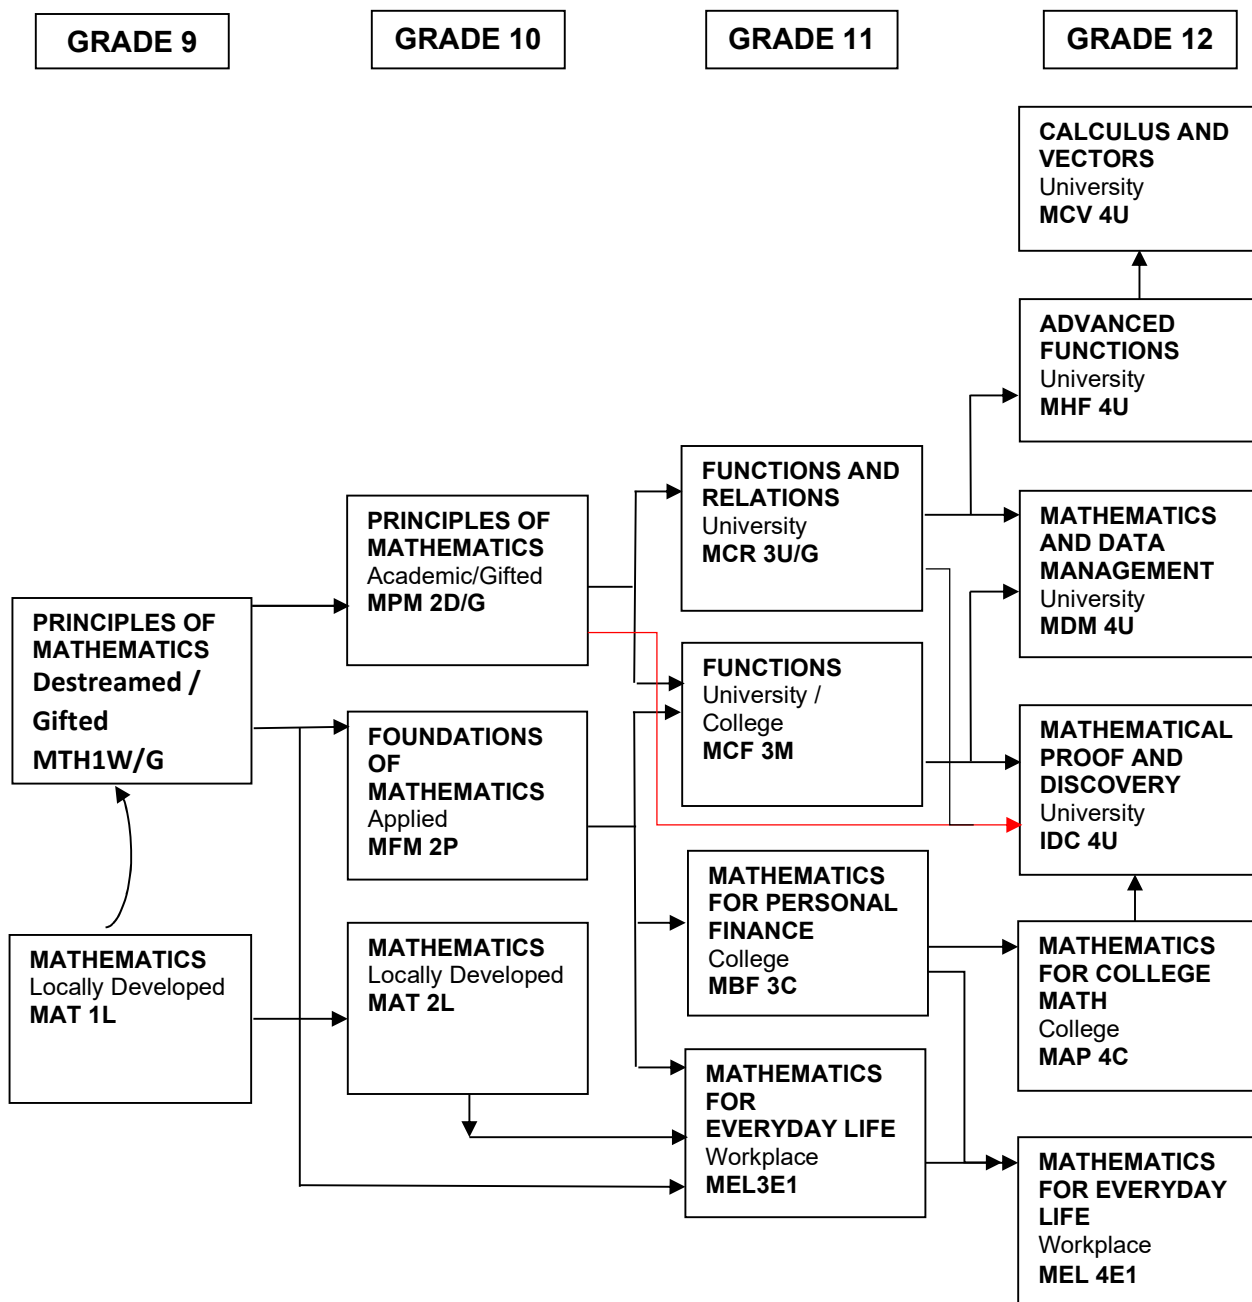 GRADE 9
GRADE 10
GRADE 11
GRADE 12
PRINCIPLES OF
MATHEMATICS
Destreamed /
Gifted
MTH1W/G
MATHEMATICS
Locally Developed
MAT 1L
PRINCIPLES OF
MATHEMATICS
Academic/Gifted
MPM 2D/G
FOUNDATIONS
OF
MATHEMATICS
Applied
MFM 2P
MATHEMATICS
Locally Developed
MAT 2L
FUNCTIONS AND
RELATIONS
University
MCR 3U/G
FUNCTIONS
University /
College
MCF 3M
MATHEMATICS
FOR PERSONAL
FINANCE
College
MBF 3C
MATHEMATICS
FOR
EVERYDAY LIFE
Workplace
MEL3E1
CALCULUS AND
VECTORS
University
MCV 4U
ADVANCED
FUNCTIONS
University
MHF 4U
MATHEMATICS
AND DATA
MANAGEMENT
University
MDM 4U
MATHEMATICAL
PROOF AND
DISCOVERY
University
IDC 4U
MATHEMATICS
FOR COLLEGE
MATH
College
MAP 4C
MATHEMATICS
FOR EVERYDAY
LIFE
Workplace
MEL 4E1